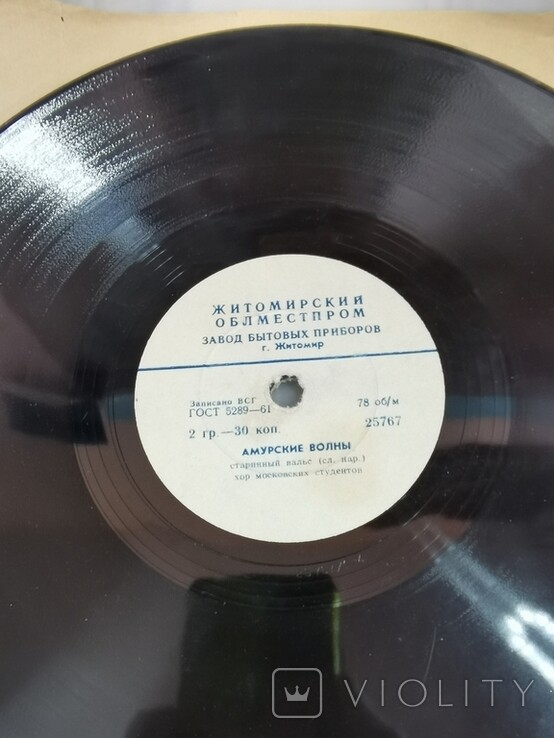 ЖИТОМИРСКИЙ
ОБЛМЕСТПРОМ
ЗАВОД БЫТОВЫХ ПРИБОРОВ
г. Житомир
Записано ВСГ
ГОСТ 5289—61
78 об/м
2 гр.—30 коп.
25767
АМУРСКИЕ ВОЛНЫ
старинный вальс (сл. нар.)
хор московских студентов
VIOLITY